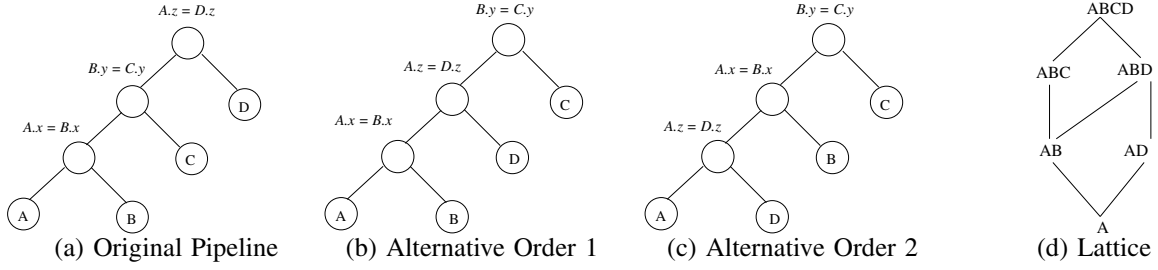 A.z = D.z
B.y = C.y
D
A.x = B.x
C
A
B
(a) Original Pipeline
B.y = C.y
A.z = D.z
C
A.x = B.x
D
A
B
(b) Alternative Order 1
B.y = C.y
A.x = B.x
C
A.z = D.z
B
A
D
(c) Alternative Order 2
ABCD
ABC ABD
AB AD
A
(d) Lattice